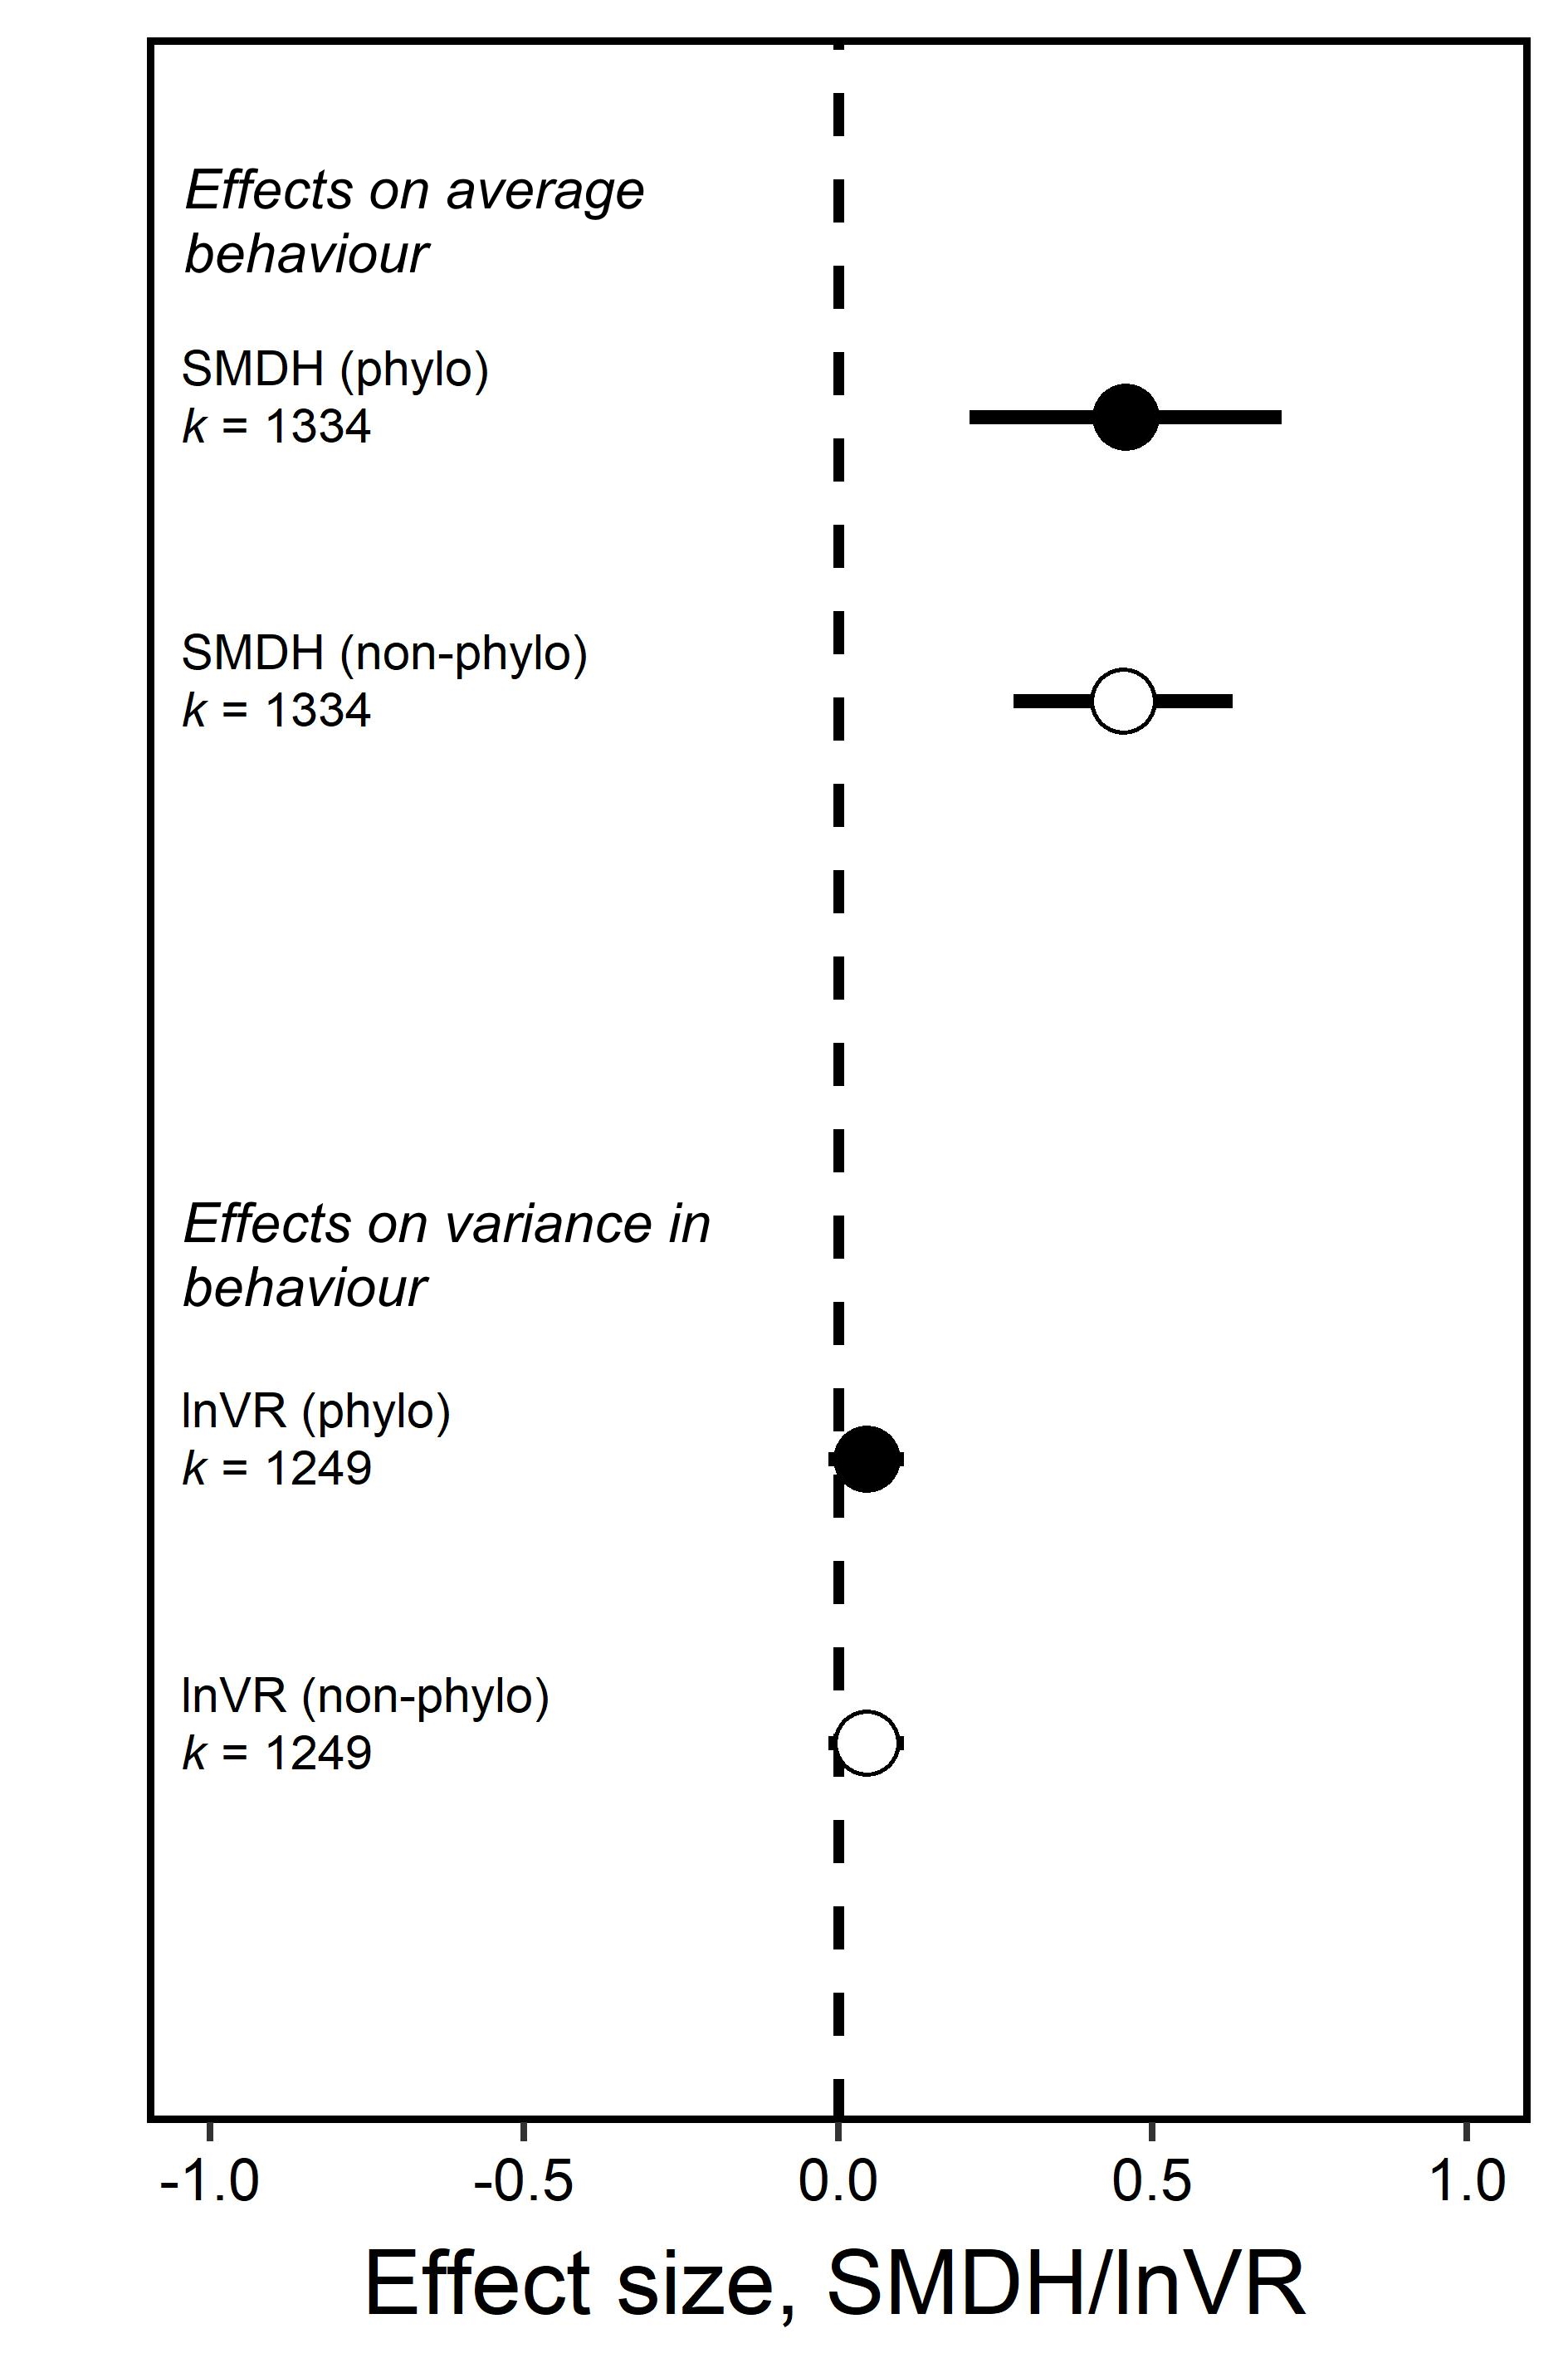 Effects on average
behaviour
SMDH (phylo)
k = 1334
SMDH (non-phylo)
k = 1334
Effects on variance in
behaviour
lnVR (phylo)
k = 1249
lnVR (non-phylo)
k = 1249
-1.0 -0.5 0.0 0.5 1.0
Effect size, SMDH/lnVR